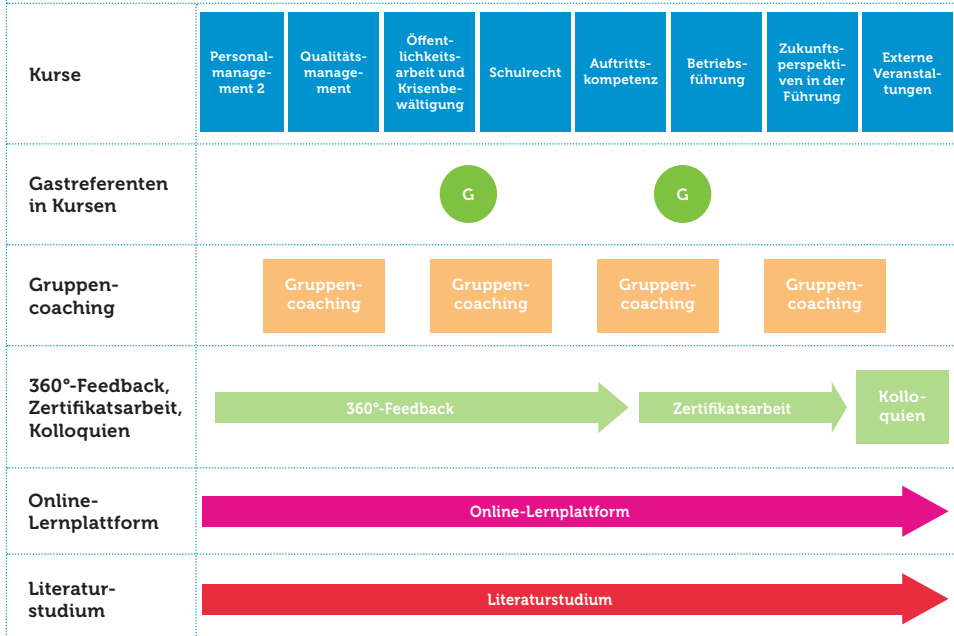 Kurse
Personal-
manage-
ment 2
Qualitäts-
manage-
ment
Öffent-
lichkeits-
arbeit und
Krisenbe-
wältigung
Schulrecht
Auftritts-
kompetenz
Betriebs-
führung
Zukunfts-
perspekti-
ven in der
Führung
Externe
Veranstal-
tungen
Gastreferenten
in Kursen
G
G
Gruppen-
coaching
Gruppen-
coaching
Gruppen-
coaching
Gruppen-
coaching
Gruppen-
coaching
360°-Feedback,
Zertifikatsarbeit,
Kolloquien
360°-Feedback
Zertifikatsarbeit
Kollo-
quien
Online-
Lernplattform
Online-Lernplattform
Literatur-
studium
Literaturstudium